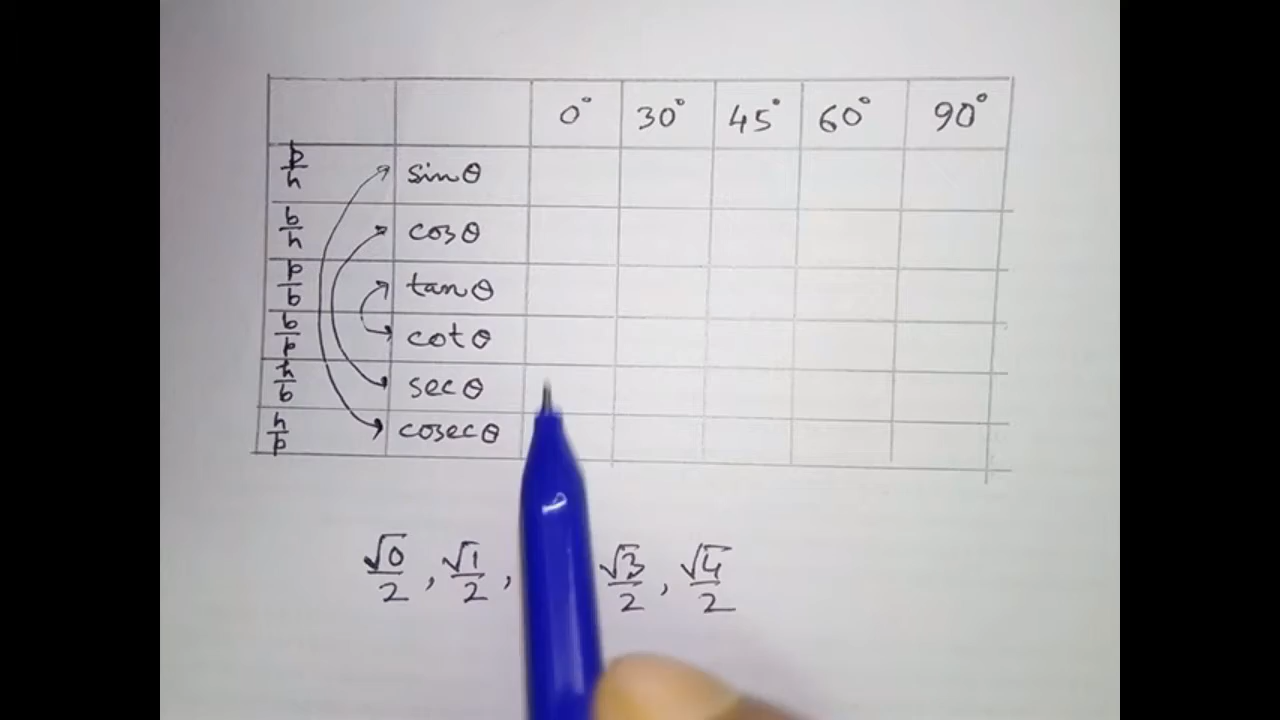 0° 30° 45° 60° 90°
p/h sinθ
b/h cosθ
p/b tanθ
b/p cotθ
h/b secθ
h/p cosecθ
√0/2, √1/2, √3/2, √4/2